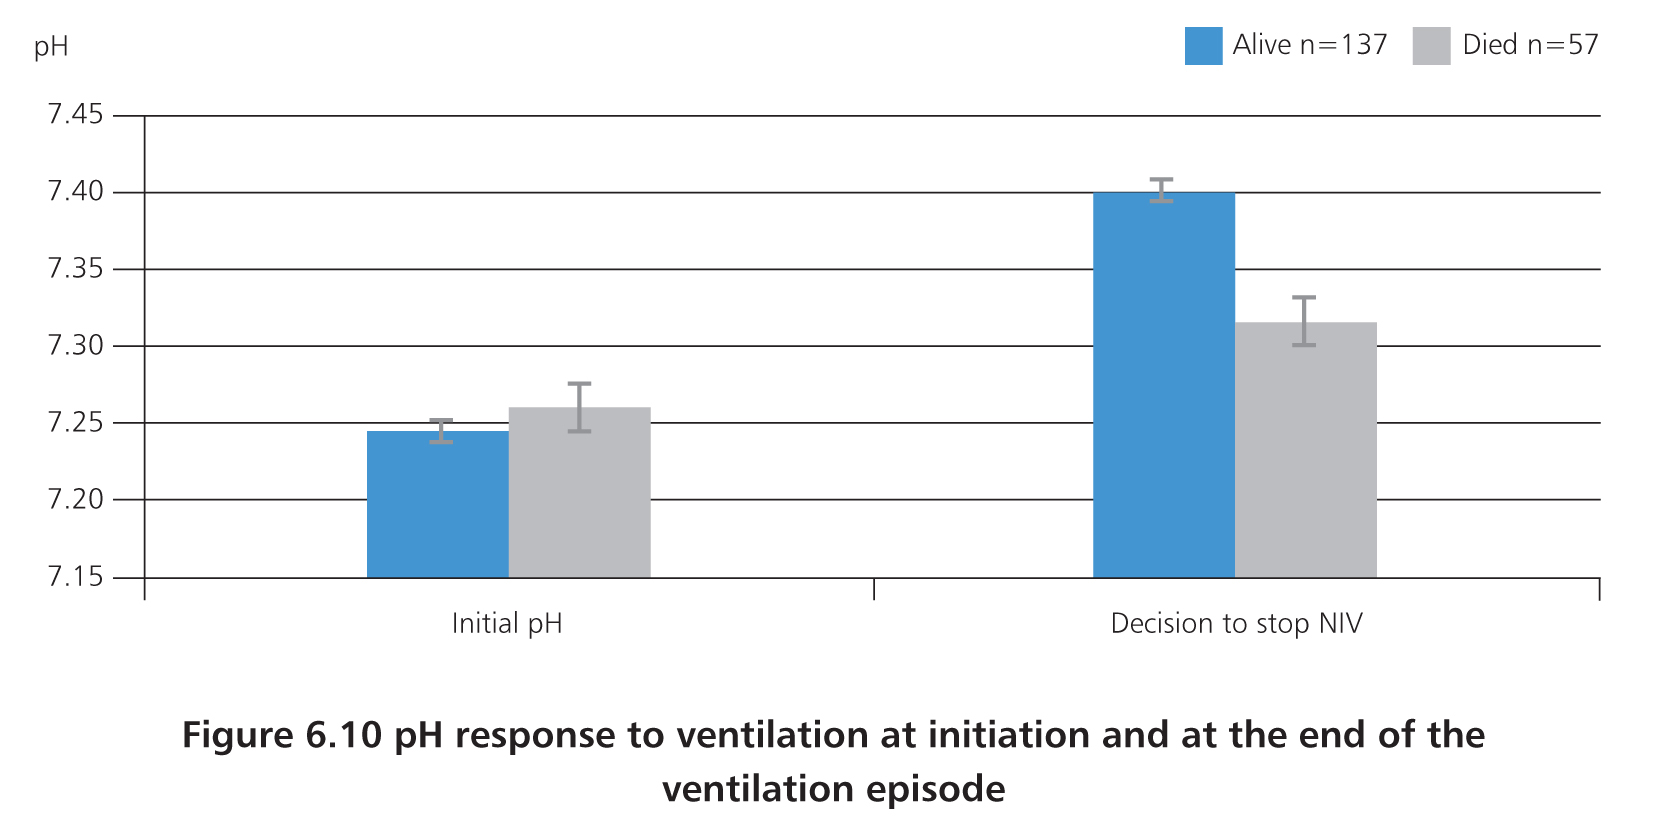 pH
Alive n=137 Died n=57
7.45
7.40
7.35
7.30
7.25
7.20
7.15
Initial pH Decision to stop NIV
Figure 6.10 pH response to ventilation at initiation and at the end of the
ventilation episode